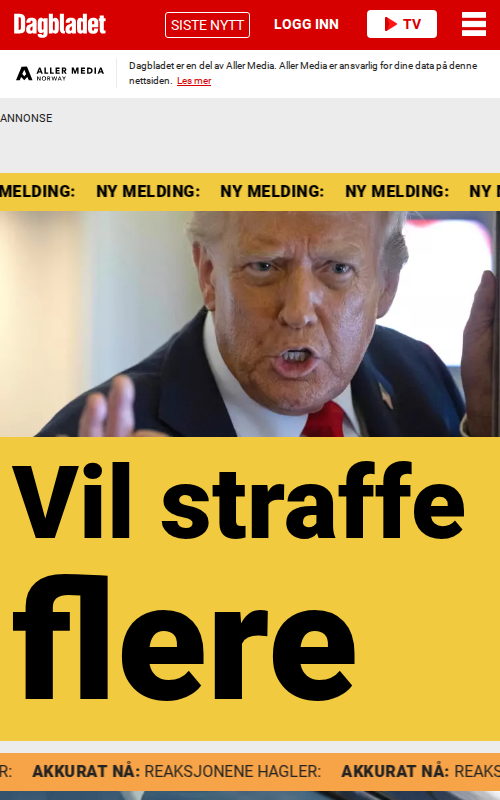 Dagbladet
SISTE NYTT
LOGG INN
TV
ALLER MEDIA
NORWAY
Dagbladet er en del av Aller Media. Aller Media er ansvarlig for dine data på denne
nettsiden. Les mer
ANNONSE
MELDING: NY MELDING: NY MELDING: NY MELDING: NY
Vil straffe
flere
R: AKKURAT NÅ: REAKSJONENE HAGLER: AKKURAT NÅ: REAKS